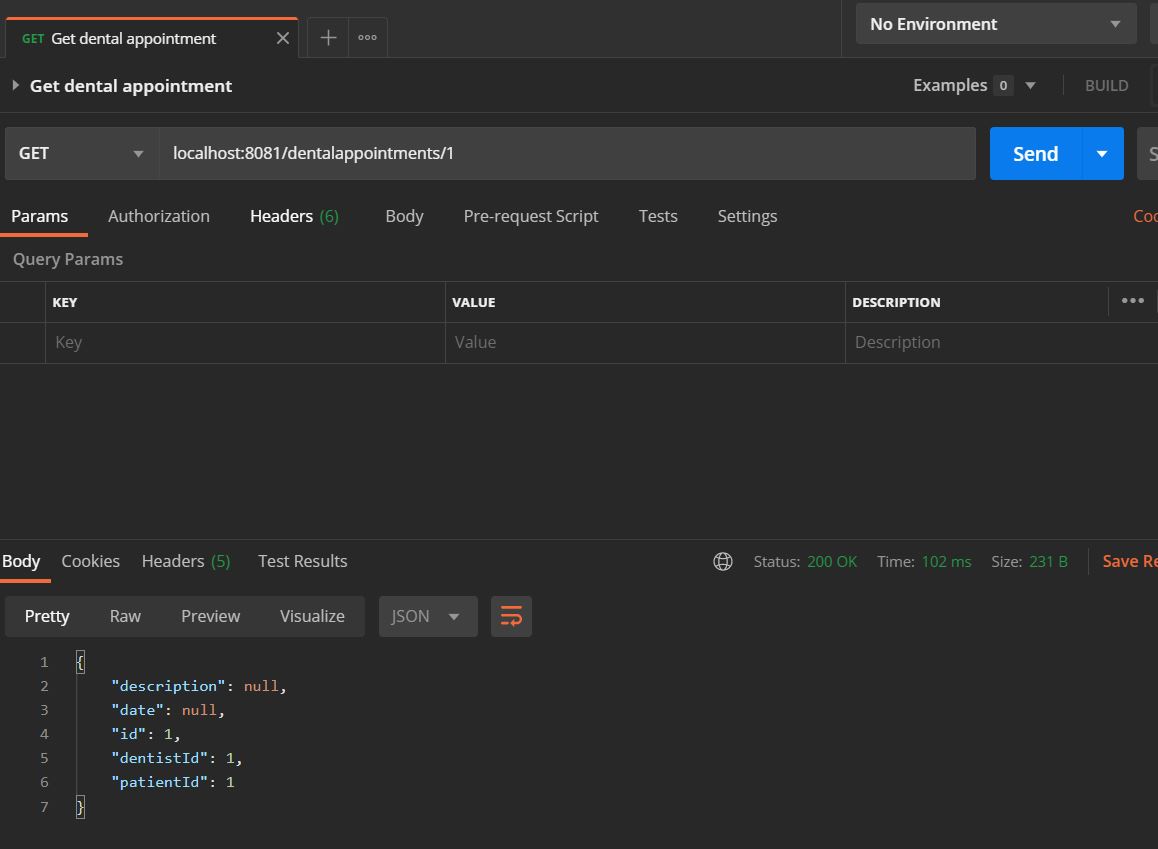 GET Get dental appointment
No Environment
Get dental appointment
Examples 0
BUILD
GET localhost:8081/dentalappointments/1 Send
Params Authorization Headers (6) Body Pre-request Script Tests Settings
Query Params
KEY VALUE DESCRIPTION
Key Value Description
Body Cookies Headers (5) Test Results Status: 200 OK Time: 102 ms Size: 231 B Save
Pretty Raw Preview Visualize JSON
1 {
2 "description": null,
3 "date": null,
4 "id": 1,
5 "dentistId": 1,
6 "patientId": 1
7 }